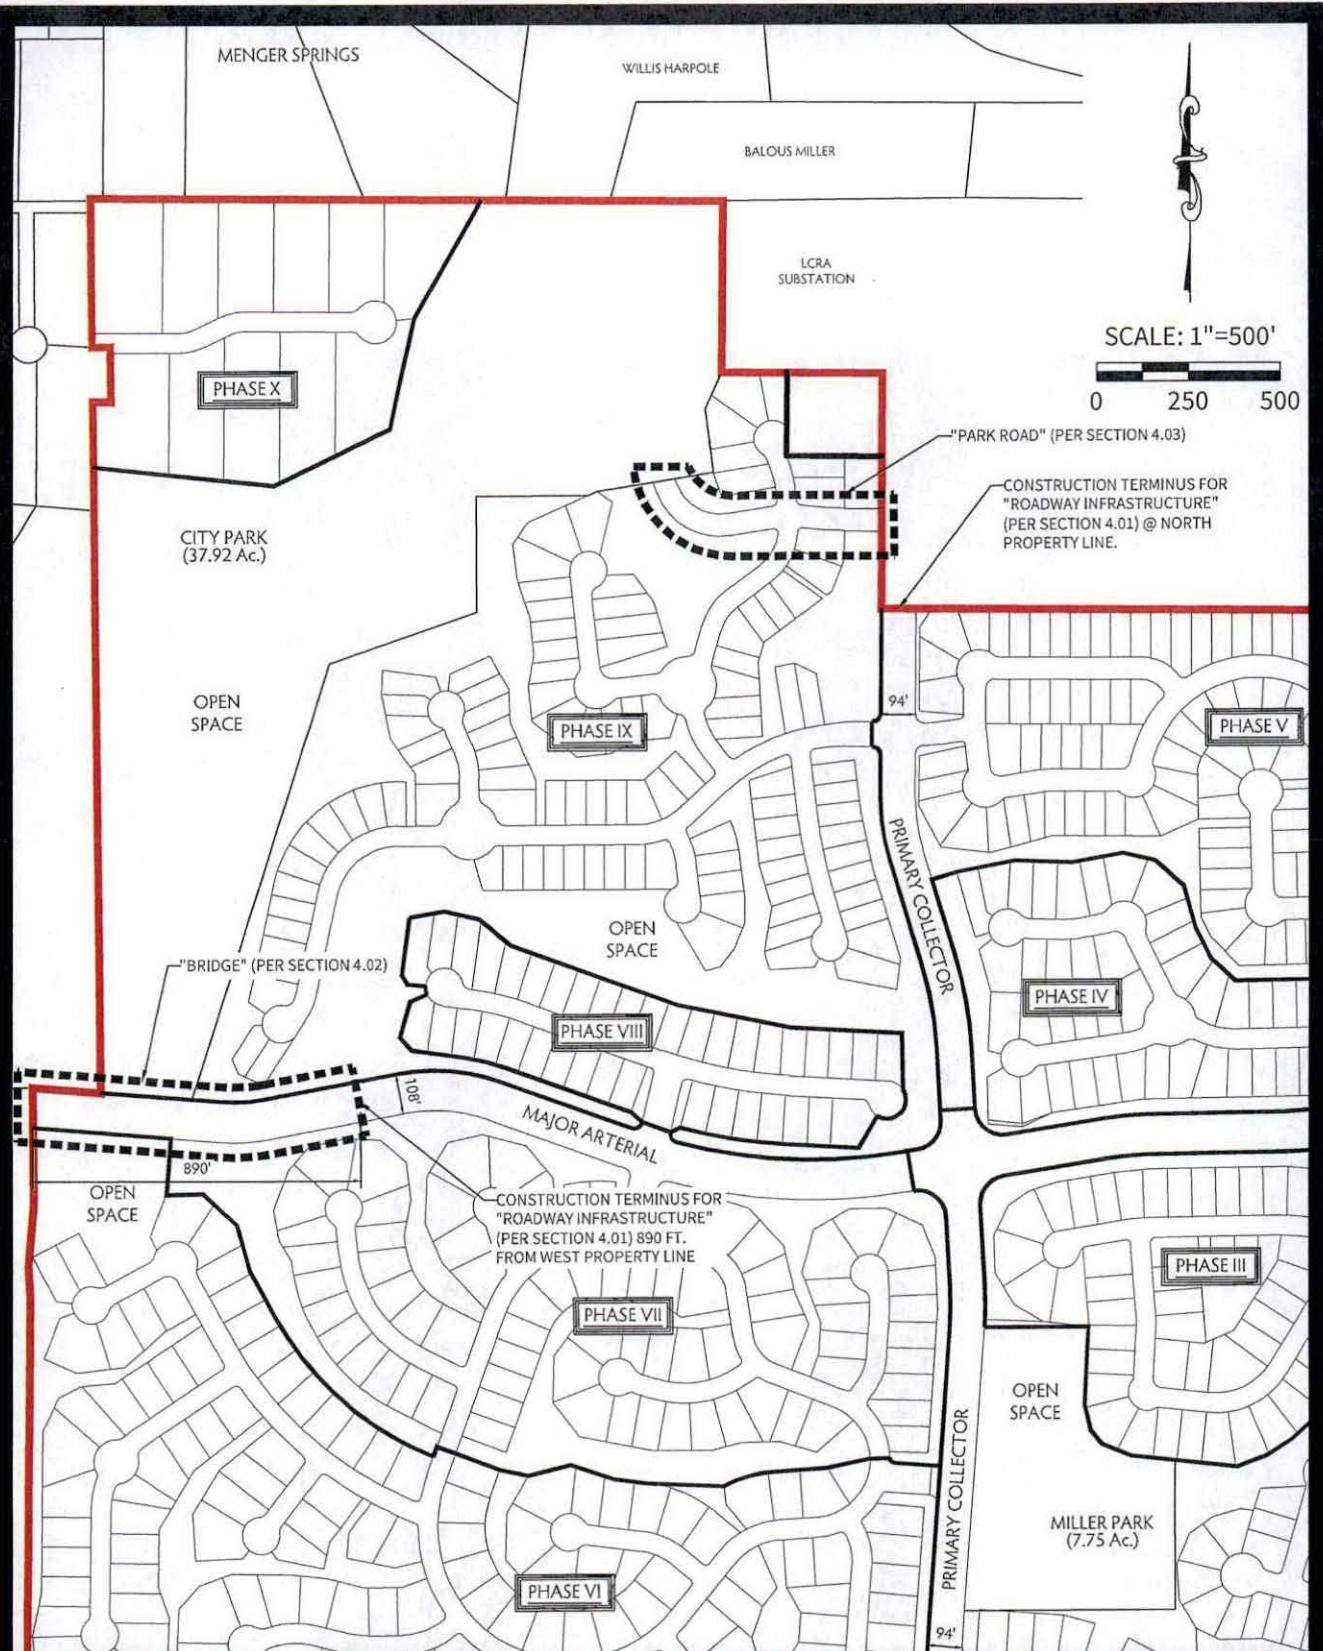 MENGER SPRINGS
WILLIS HARPOLE
BALOUS MILLER
LCRA
SUBSTATION
SCALE: 1"=500'
0 250 500
PHASE X
"PARK ROAD" (PER SECTION 4.03)
CONSTRUCTION TERMINUS FOR
"ROADWAY INFRASTRUCTURE"
(PER SECTION 4.01) @ NORTH
PROPERTY LINE.
CITY PARK
(37.92 Ac.)
OPEN
SPACE
94'
PHASE IX
PHASE V
PRIMARY COLLECTOR
OPEN
SPACE
"BRIDGE" (PER SECTION 4.02)
PHASE IV
PHASE VIII
108'
MAJOR ARTERIAL
890'
OPEN
SPACE
CONSTRUCTION TERMINUS FOR
"ROADWAY INFRASTRUCTURE"
(PER SECTION 4.01) 890 FT.
FROM WEST PROPERTY LINE
PHASE III
PHASE VII
OPEN
SPACE
PRIMARY COLLECTOR
MILLER PARK
(7.75 Ac.)
PHASE VI
94'